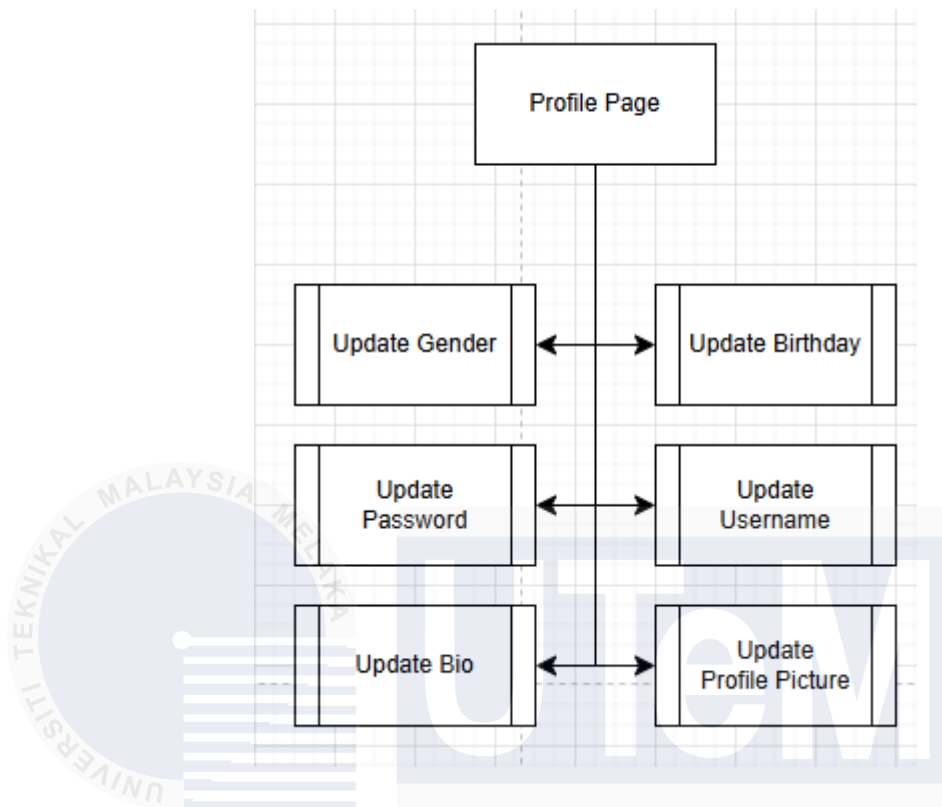 Profile Page
Update Gender
Update Birthday
Update
Password
Update
Username
Update Bio
Update
Profile Picture
UNIVERSITI TEKNIKAL MALAYSIA MELAKA
UTeM